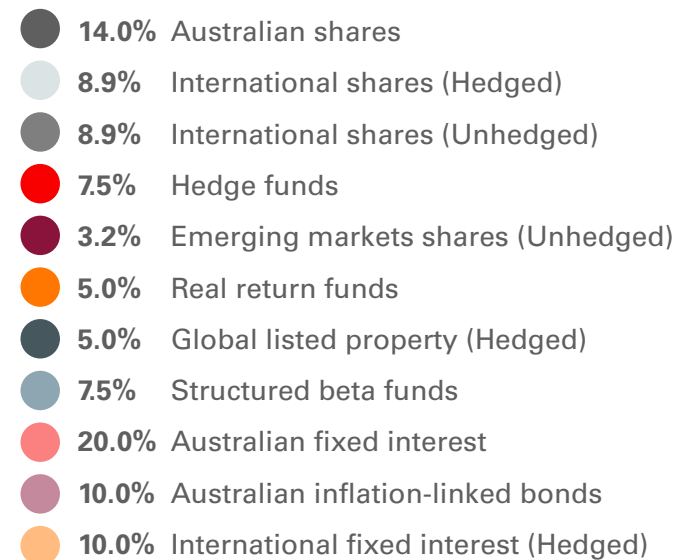 14.0% Australian shares
8.9% International shares (Hedged)
8.9% International shares (Unhedged)
7.5% Hedge funds
3.2% Emerging markets shares (Unhedged)
5.0% Real return funds
5.0% Global listed property (Hedged)
7.5% Structured beta funds
20.0% Australian fixed interest
10.0% Australian inflation-linked bonds
10.0% International fixed interest (Hedged)